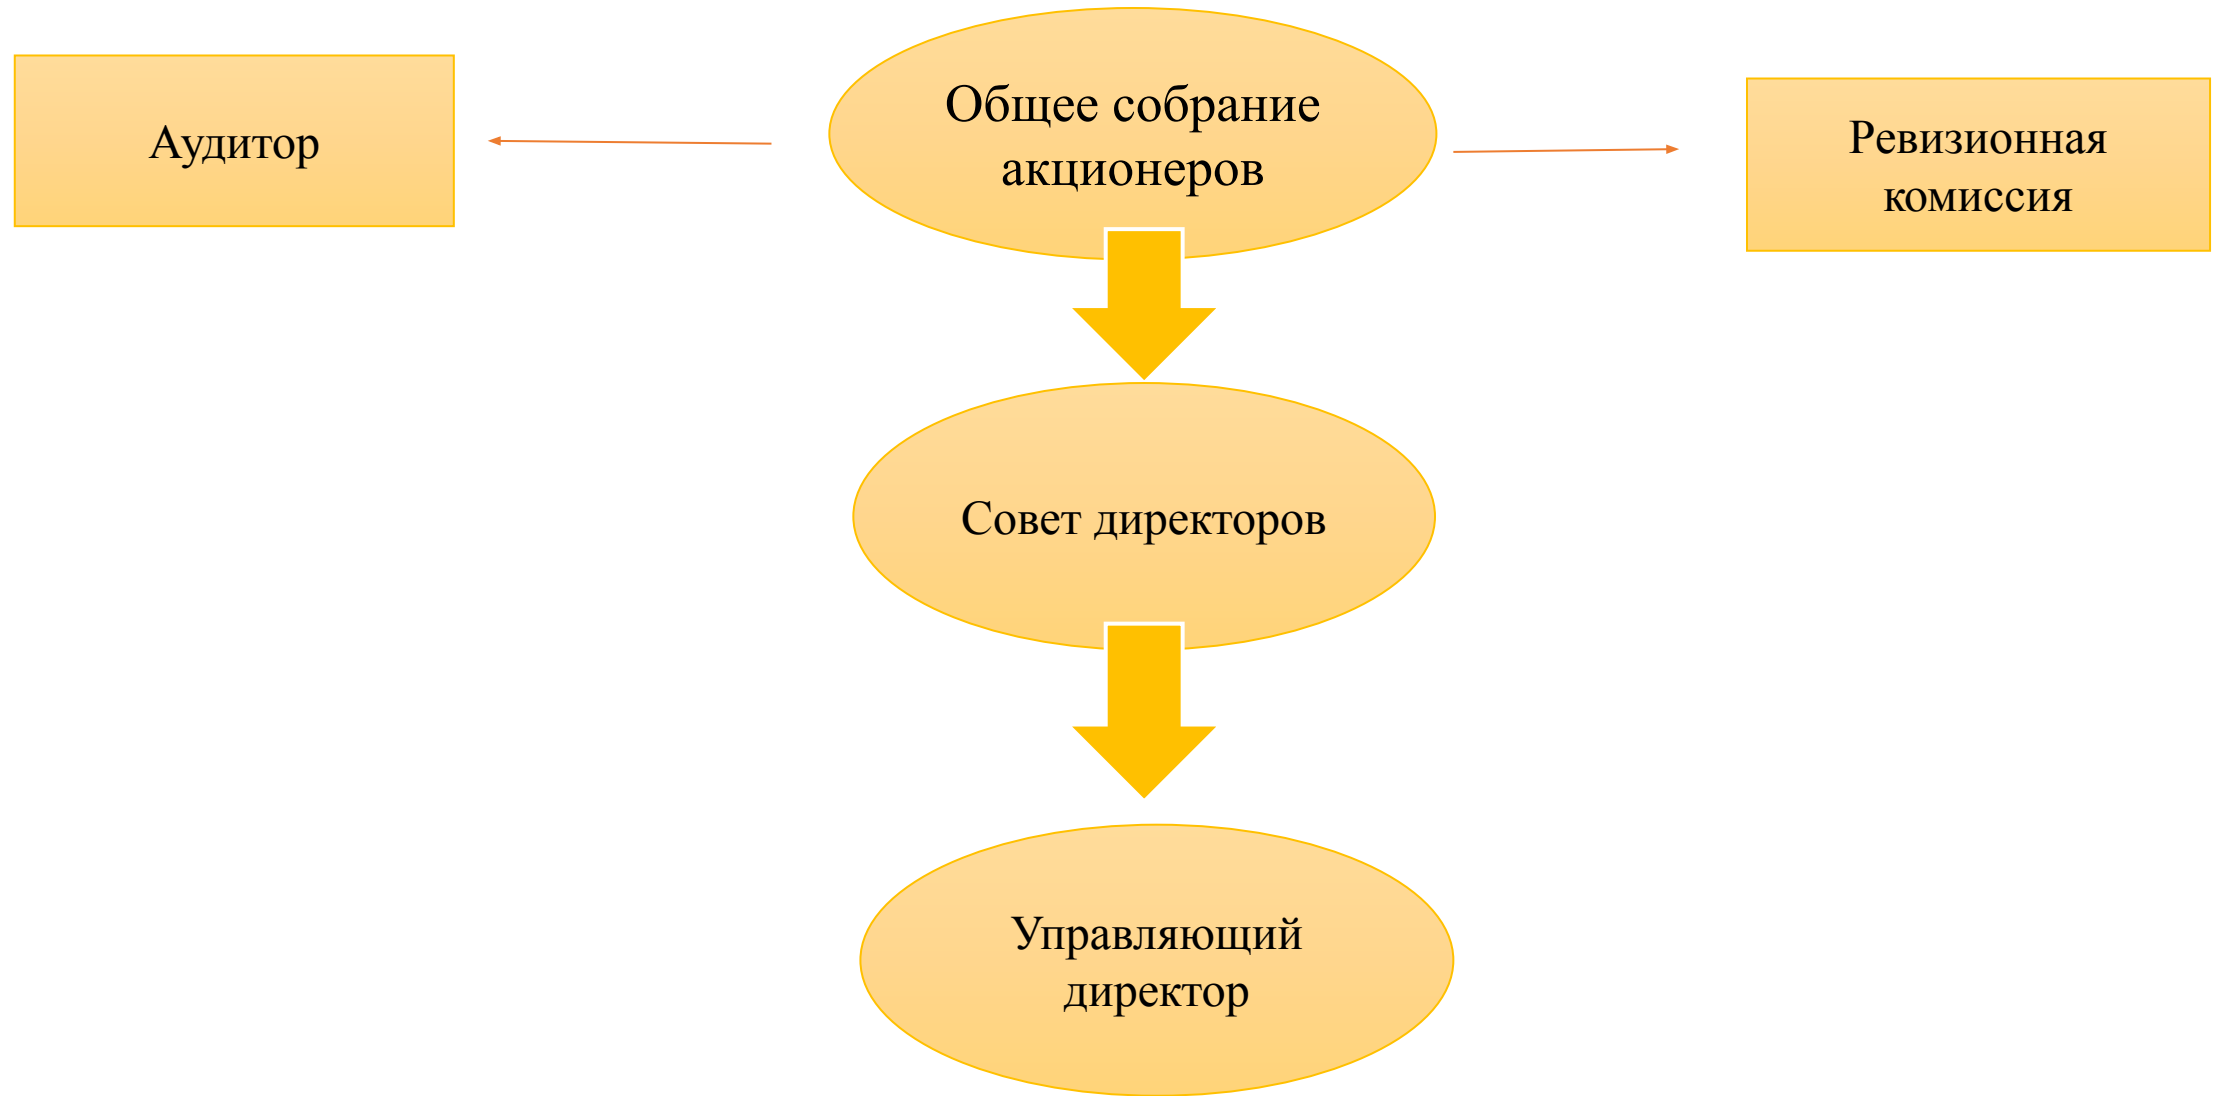 Аудитор
Общее собрание
акционеров
Ревизионная
комиссия
Совет директоров
Управляющий
директор